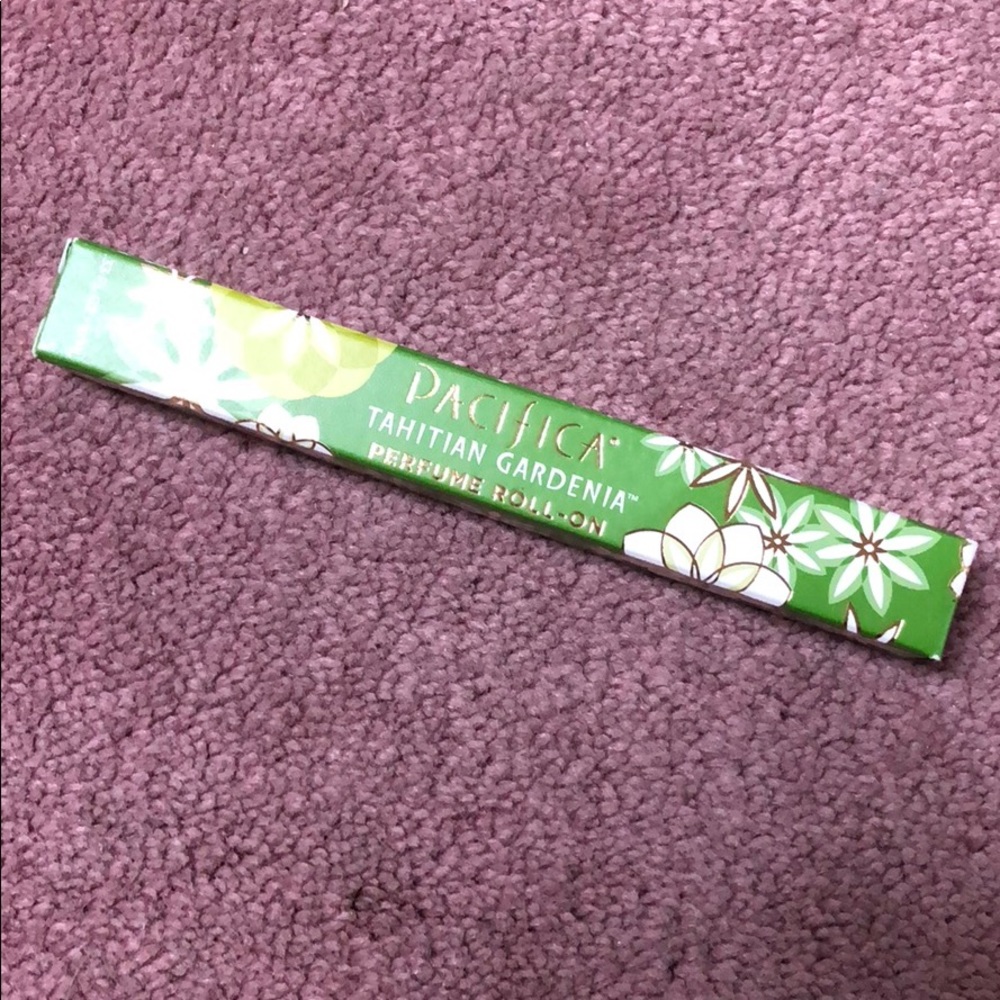 PACIFICA
TAHITIAN GARDENIA™
PERFUME ROLL-ON